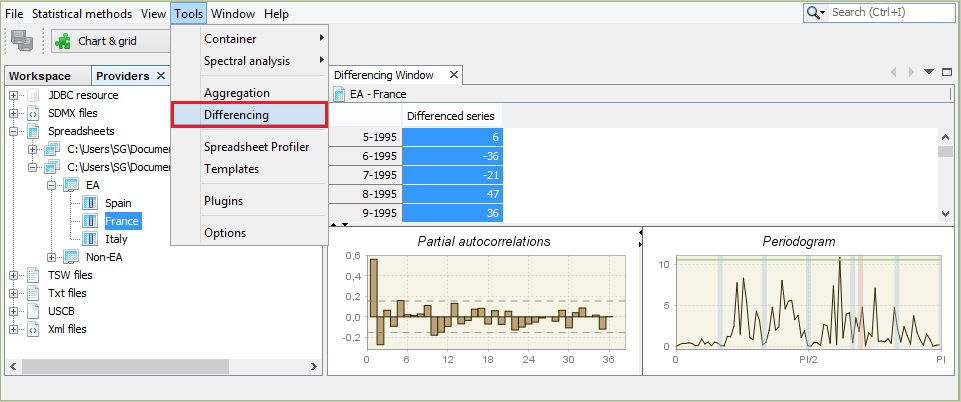 File Statistical methods View Tools Window Help
Search (Ctrl+I)
Chart & grid
Container
Spectral analysis
Aggregation
Differencing
Spreadsheet Profiler
Templates
Plugins
Options
Workspace
Providers
JDBC resource
SDMX files
Spreadsheets
C:\Users\SG\Docume
C:\Users\SG\Docume
EA
Spain
France
Italy
Non-EA
TSW files
Txt files
USCB
Xml files
Differencing Window
EA - France
Differenced series
5-1995 6
6-1995 -36
7-1995 -21
8-1995 47
9-1995 36
Partial autocorrelations
0,6
0,4
0,2
0,0
-0,2
0 6 12 18 24 30 36
Periodogram
10
5
0
0 PI/2 PI